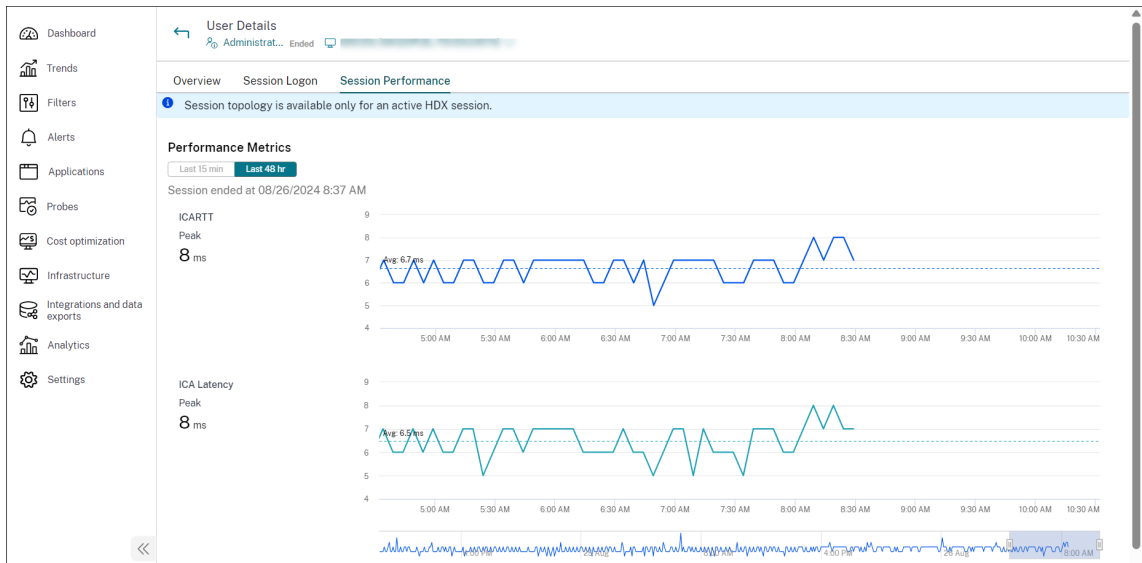 Dashboard
Trends
Filters
Alerts
Applications
Probes
Cost optimization
Infrastructure
Integrations and data
exports
Analytics
Settings
User Details
Administrat... Ended
Overview Session Logon Session Performance
Session topology is available only for an active HDX session.
Performance Metrics
Last 15 min Last 48 hr
Session ended at 08/26/2024 8:37 AM
ICARTT
Peak
8 ms
9
8
7
6
5
4
Avg: 6.7 ms
5:00 AM 5:30 AM 6:00 AM 6:30 AM 7:00 AM 7:30 AM 8:00 AM 8:30 AM 9:00 AM 9:30 AM 10:00 AM 10:30 AM
ICA Latency
Peak
8 ms
9
8
7
6
5
4
Avg: 6.5 ms
5:00 AM 5:30 AM 6:00 AM 6:30 AM 7:00 AM 7:30 AM 8:00 AM 8:30 AM 9:00 AM 9:30 AM 10:00 AM 10:30 AM
4:00 PM 26 Aug 8:00 AM